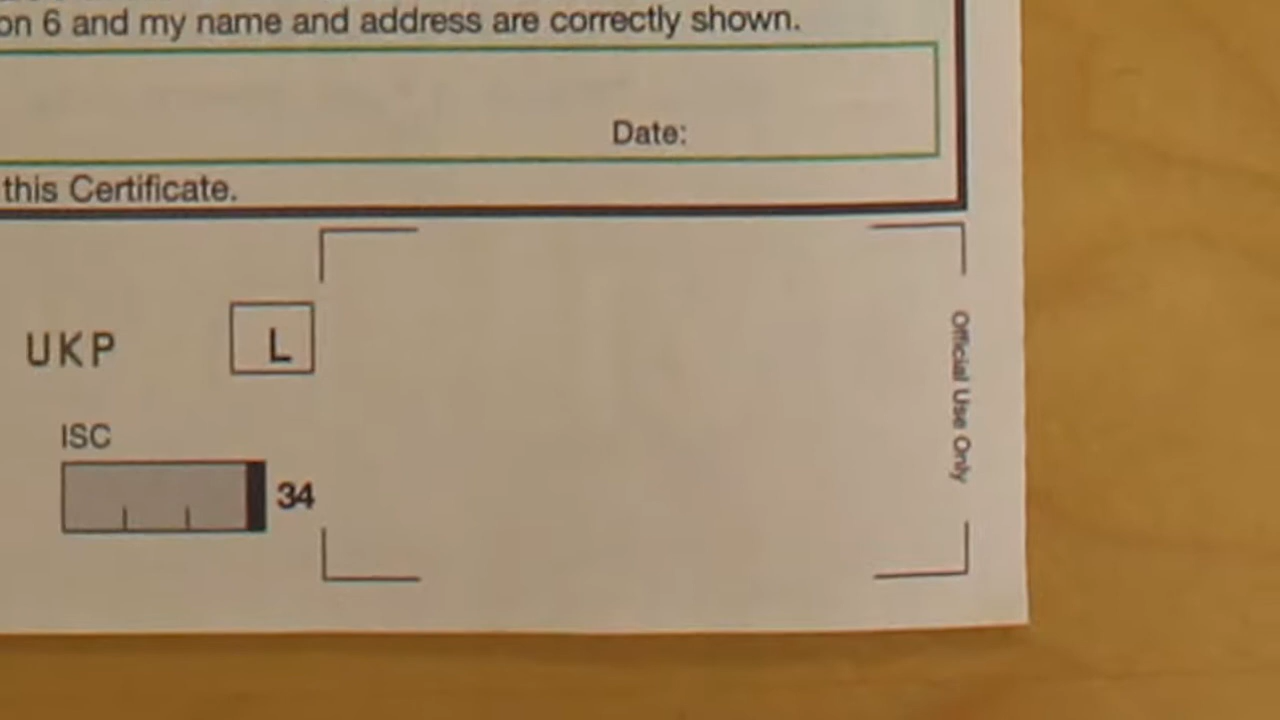 on 6 and my name and address are correctly shown.
Date:
this Certificate.
UKP
L
ISC
34
Official Use Only